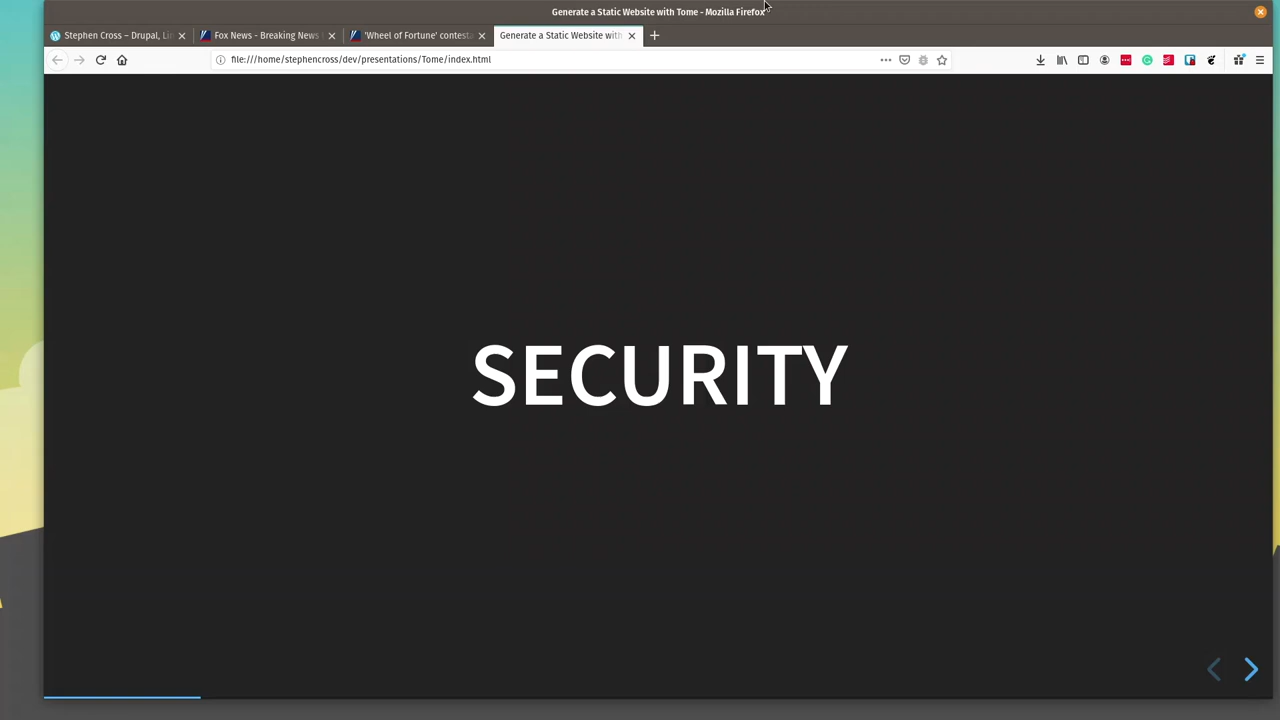 Generate a Static Website with Tome - Mozilla Firefox
Stephen Cross – Drupal, Li
Fox News - Breaking News
'Wheel of Fortune' contesta
Generate a Static Website with
file:///home/stephencross/dev/presentations/Tome/index.html
SECURITY